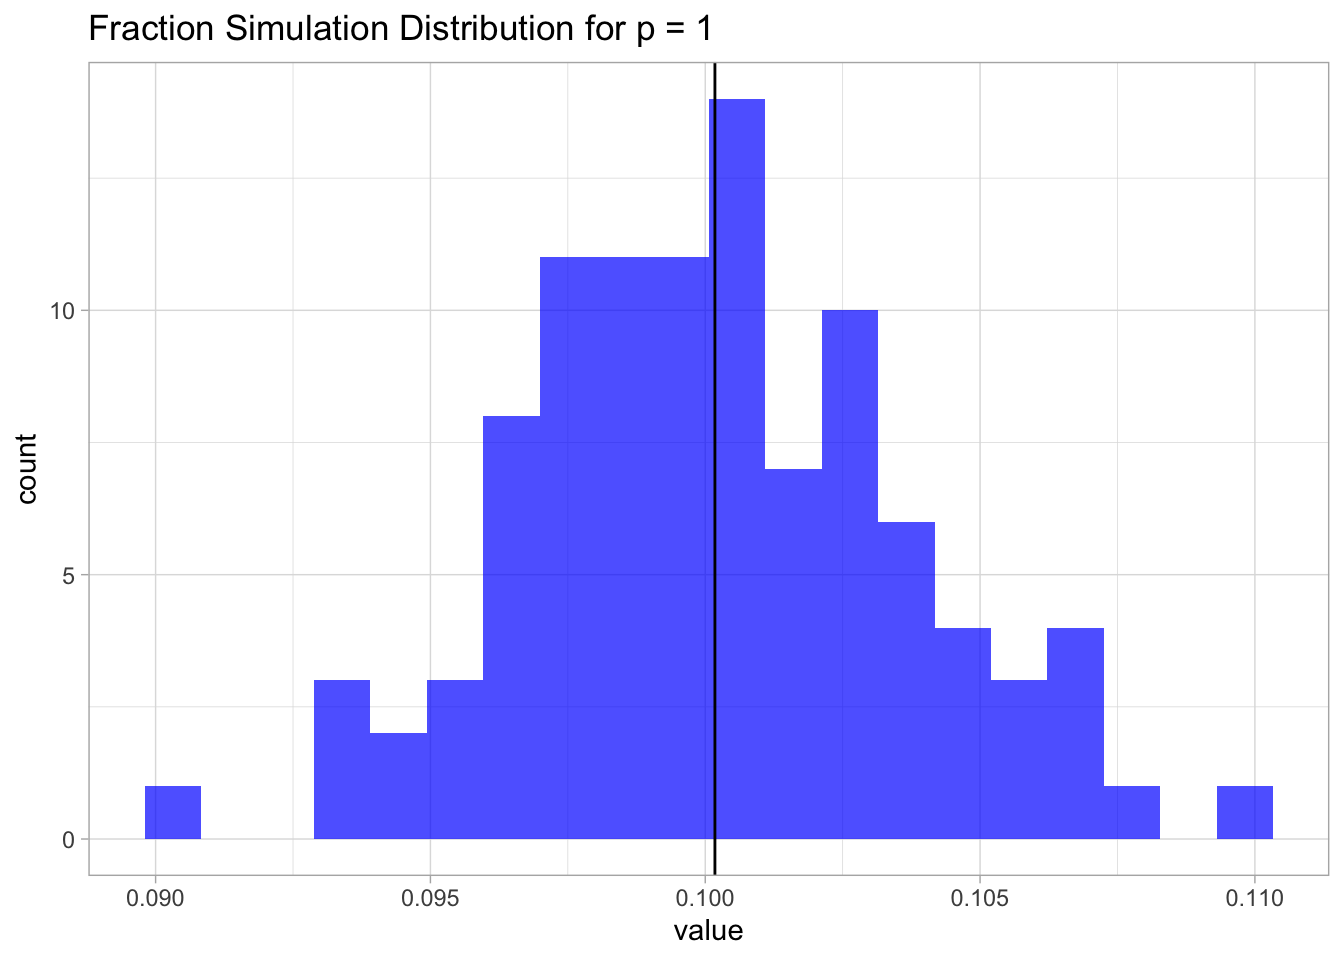 Fraction Simulation Distribution for p = 1
count
10
5
0
0.090 0.095 0.100 0.105 0.110
value